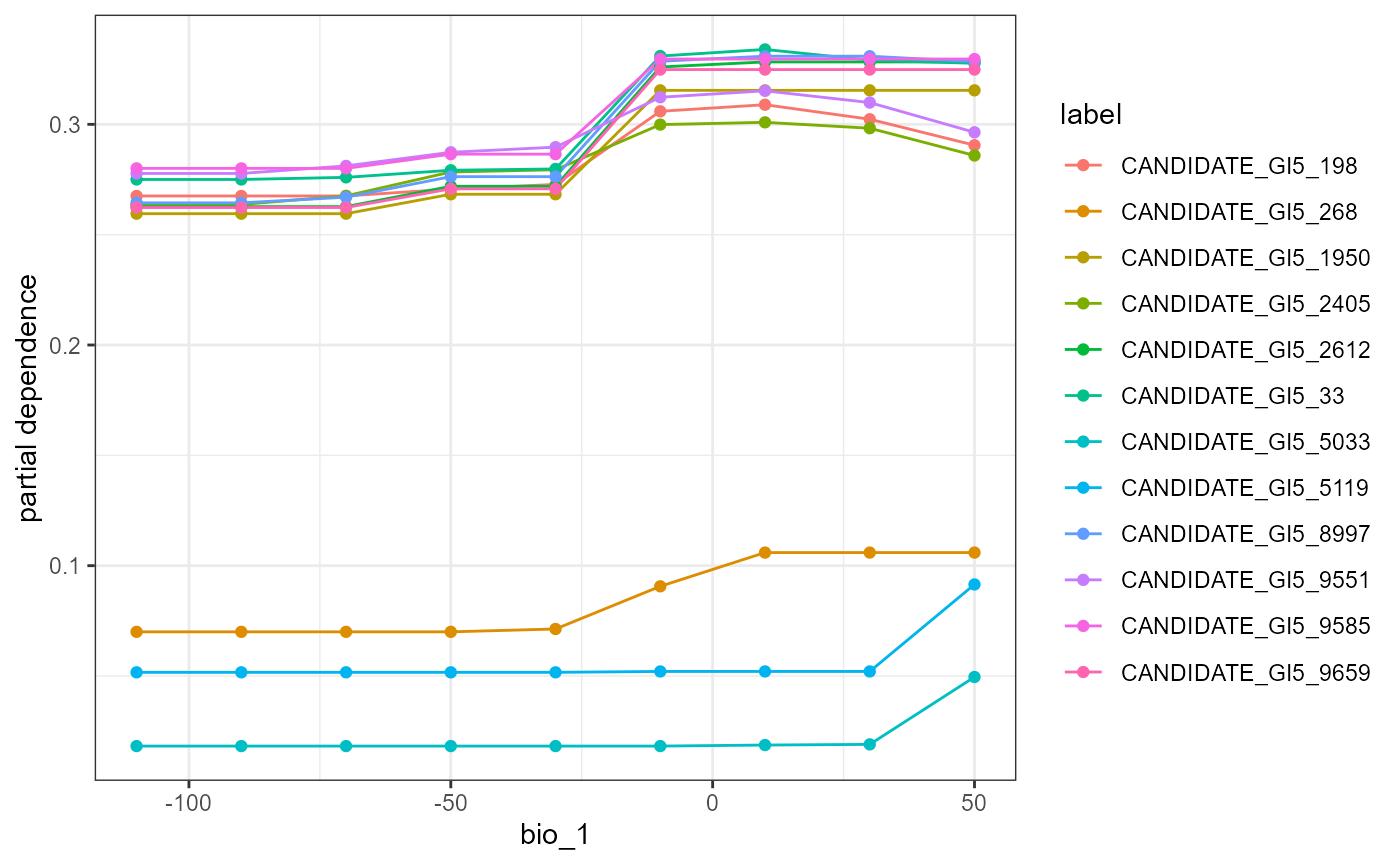 0.3
0.2
0.1
partial dependence
-100
-50
0
50
bio_1
label
CANDIDATE_GI5_198
CANDIDATE_GI5_268
CANDIDATE_GI5_1950
CANDIDATE_GI5_2405
CANDIDATE_GI5_2612
CANDIDATE_GI5_33
CANDIDATE_GI5_5033
CANDIDATE_GI5_5119
CANDIDATE_GI5_8997
CANDIDATE_GI5_9551
CANDIDATE_GI5_9585
CANDIDATE_GI5_9659